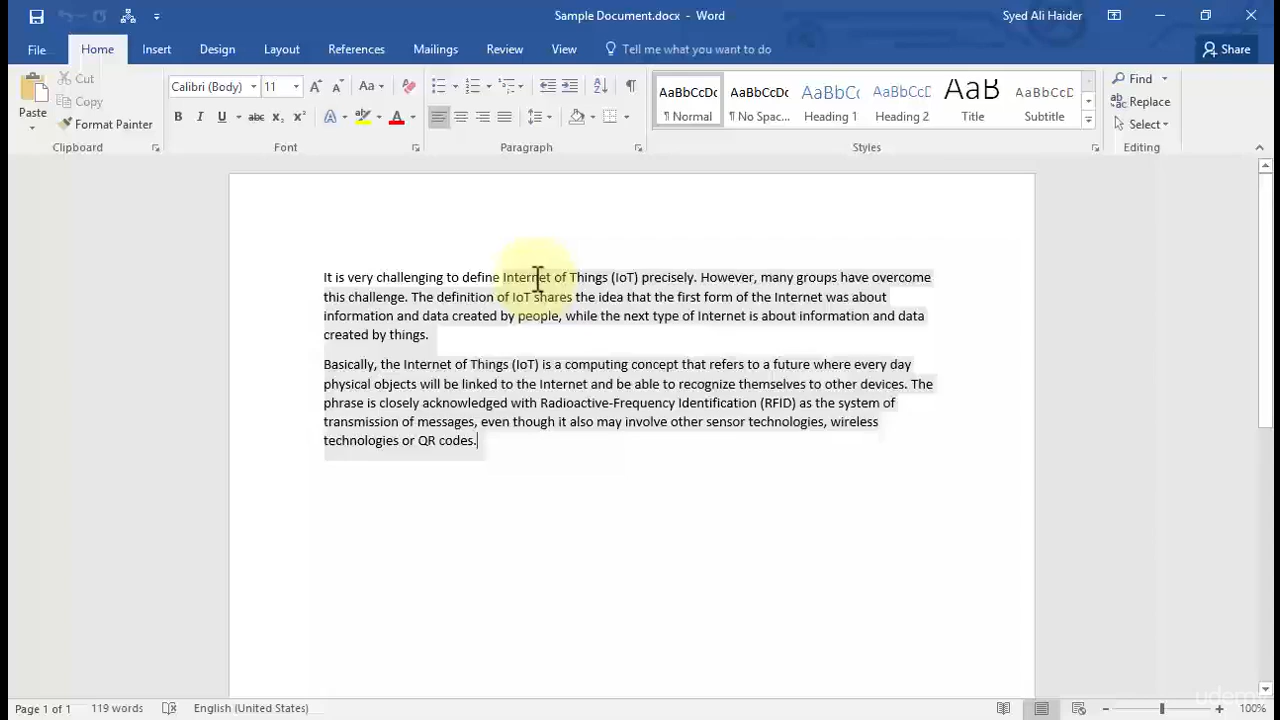 Sample Document.docx - Word
Syed Ali Haider
File Home Insert Design Layout References Mailings Review View Tell me what you want to do Share
Paste
Cut
Copy
Format Painter
Clipboard
Calibri (Body) 11
Aa
B I U abc X2 X2 A A
Font
Paragraph
AaBbCcDc AaBbCcDc AaBbCc AaBbCcD AaB AaBbCcD
¶ Normal ¶ No Spac... Heading 1 Heading 2 Title Subtitle
Styles
Find
Replace
Select
Editing
It is very challenging to define Internet of Things (IoT) precisely. However, many groups have overcome
this challenge. The definition of IoT shares the idea that the first form of the Internet was about
information and data created by people, while the next type of Internet is about information and data
created by things.
Basically, the Internet of Things (IoT) is a computing concept that refers to a future where every day
physical objects will be linked to the Internet and be able to recognize themselves to other devices. The
phrase is closely acknowledged with Radioactive-Frequency Identification (RFID) as the system of
transmission of messages, even though it also may involve other sensor technologies, wireless
technologies or QR codes.
udemy
Page 1 of 1 119 words English (United States) 100%